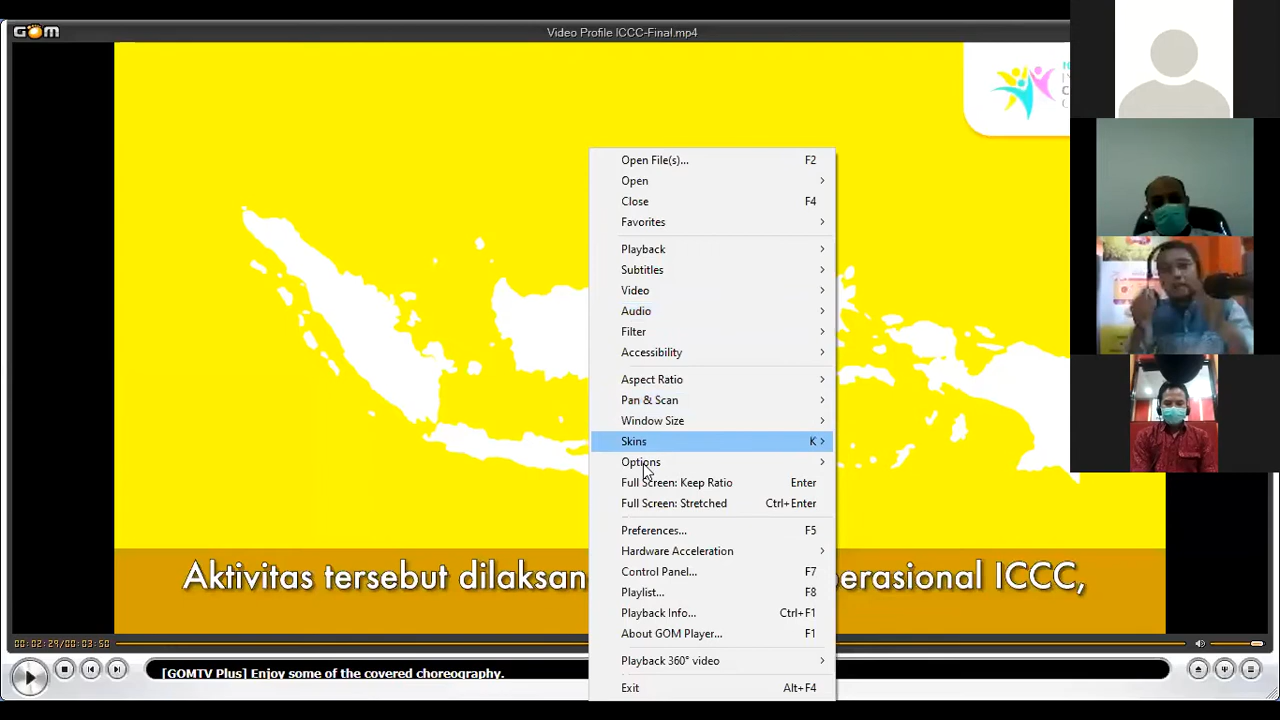 GOM
Video Profile ICCC-Final.mp4
Open File(s)... F2
Open
Close F4
Favorites
Playback
Subtitles
Video
Audio
Filter
Accessibility
Aspect Ratio
Pan & Scan
Window Size
Skins K
Options
Full Screen: Keep Ratio Enter
Full Screen: Stretched Ctrl+Enter
Preferences... F5
Hardware Acceleration
Control Panel... F7
Playlist... F8
Playback Info... Ctrl+F1
About GOM Player... F1
Playback 360° video
Exit Alt+F4
Aktivitas tersebut dilaksan
erasional ICCC,
00:02:29/00:03:50
[GOMTV Plus] Enjoy some of the covered choreography.